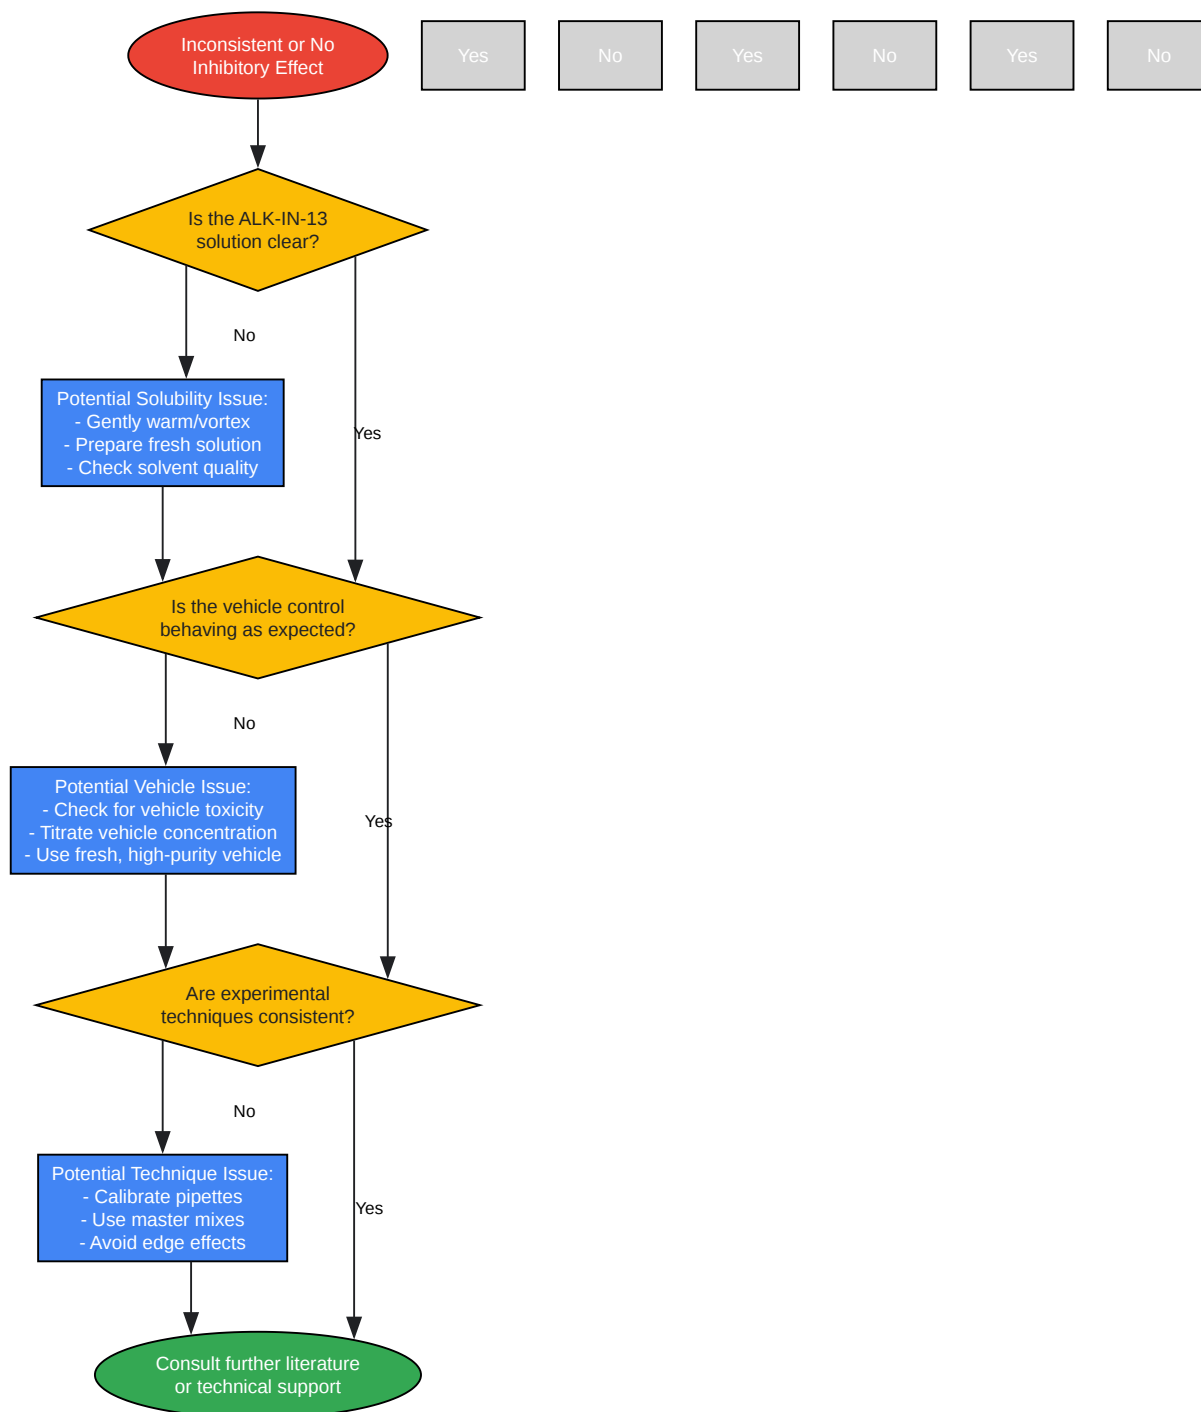 Inconsistent or No
Inhibitory Effect
Yes
No
Yes
No
Yes
No
Is the ALK-IN-13
solution clear?
No
Potential Solubility Issue:
- Gently warm/vortex
- Prepare fresh solution
- Check solvent quality
Yes
Is the vehicle control
behaving as expected?
No
Potential Vehicle Issue:
- Check for vehicle toxicity
- Titrate vehicle concentration
- Use fresh, high-purity vehicle
Yes
Are experimental
techniques consistent?
No
Potential Technique Issue:
- Calibrate pipettes
- Use master mixes
- Avoid edge effects
Yes
Consult further literature
or technical support